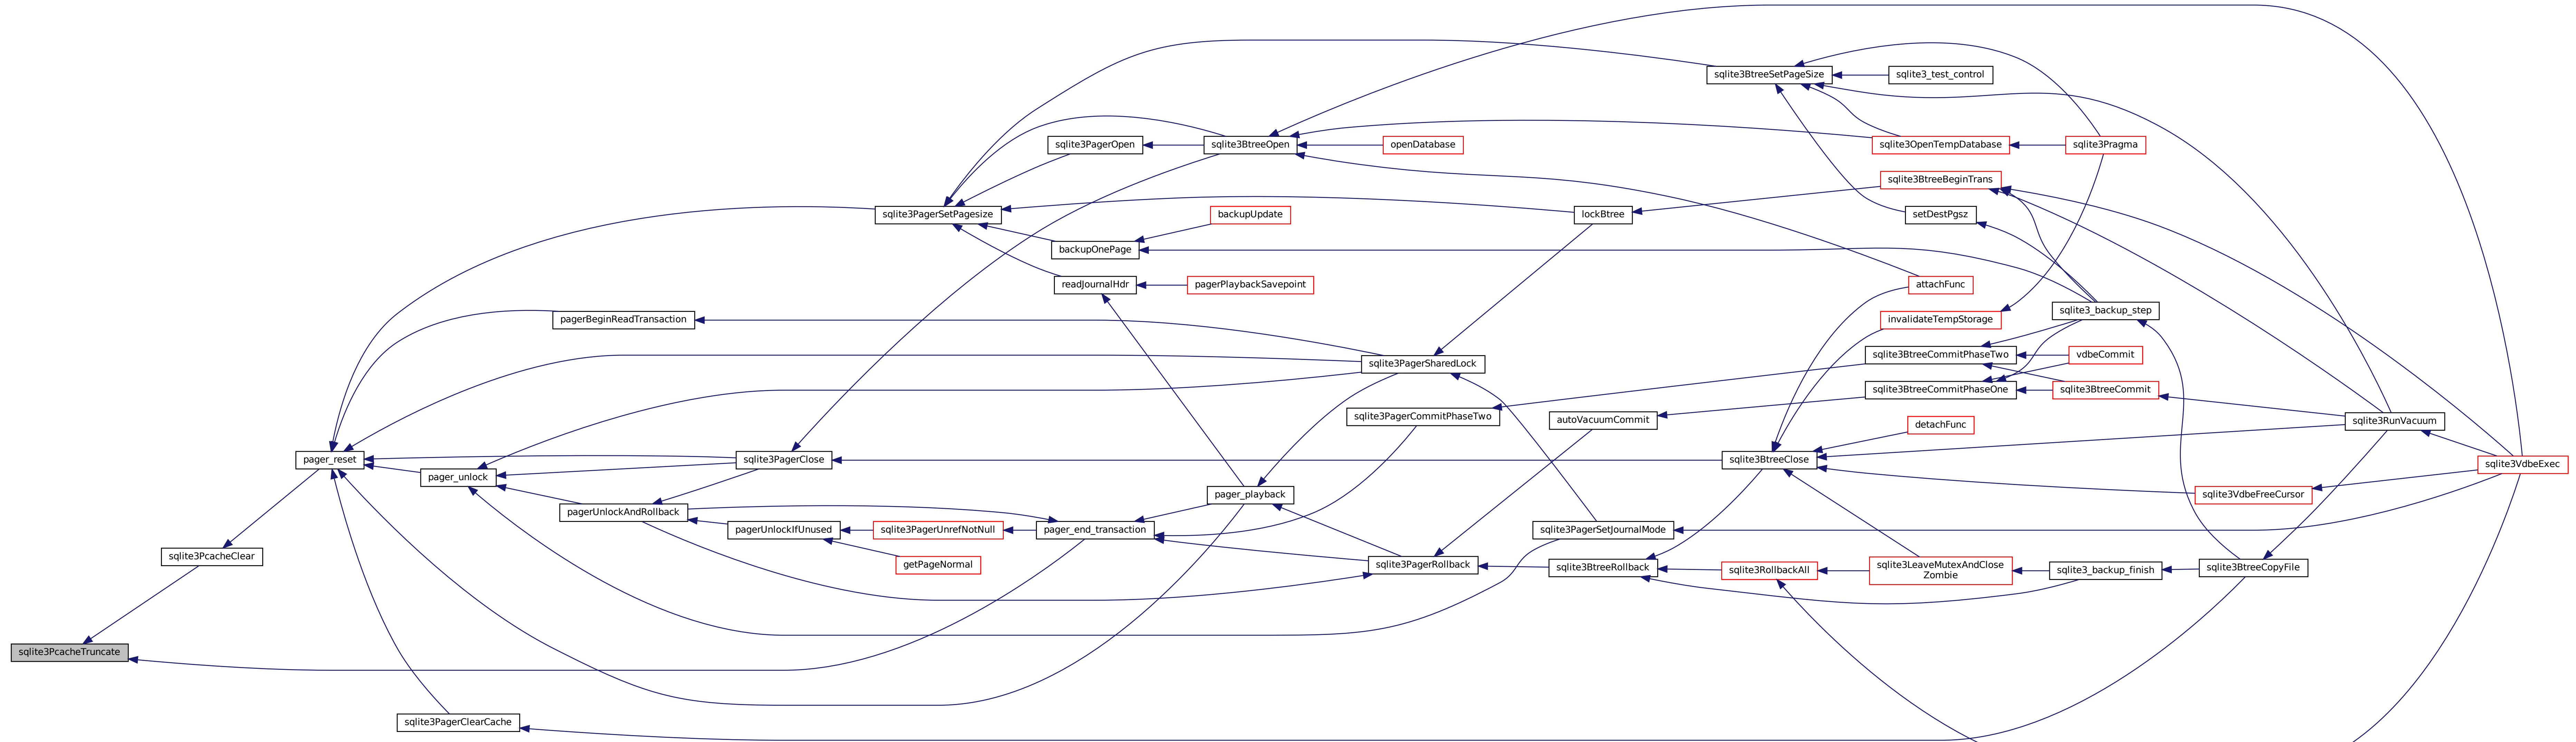 sqlite3BtreeSetPageSize
sqlite3_test_control
sqlite3PagerOpen
sqlite3BtreeOpen
openDatabase
sqlite3OpenTempDatabase
sqlite3Pragma
sqlite3BtreeBeginTrans
sqlite3PagerSetPagesize
backupUpdate
lockBtree
setDestPgsz
backupOnePage
readJournalHdr
pagerPlaybackSavepoint
attachFunc
sqlite3_backup_step
pagerBeginReadTransaction
invalidateTempStorage
sqlite3PagerSharedLock
sqlite3BtreeCommitPhaseTwo
vdbeCommit
sqlite3BtreeCommitPhaseOne
sqlite3BtreeCommit
sqlite3PagerCommitPhaseTwo
autoVacuumCommit
sqlite3RunVacuum
detachFunc
pager_reset
sqlite3PagerClose
sqlite3BtreeClose
sqlite3VdbeExec
pager_unlock
pager_playback
sqlite3VdbeFreeCursor
pagerUnlockAndRollback
pagerUnlockIfUnused
sqlite3PagerUnrefNotNull
pager_end_transaction
sqlite3PagerSetJournalMode
sqlite3PcacheClear
getPageNormal
sqlite3PagerRollback
sqlite3BtreeRollback
sqlite3RollbackAll
sqlite3LeaveMutexAndClose
Zombie
sqlite3_backup_finish
sqlite3BtreeCopyFile
sqlite3PcacheTruncate
sqlite3PagerClearCache